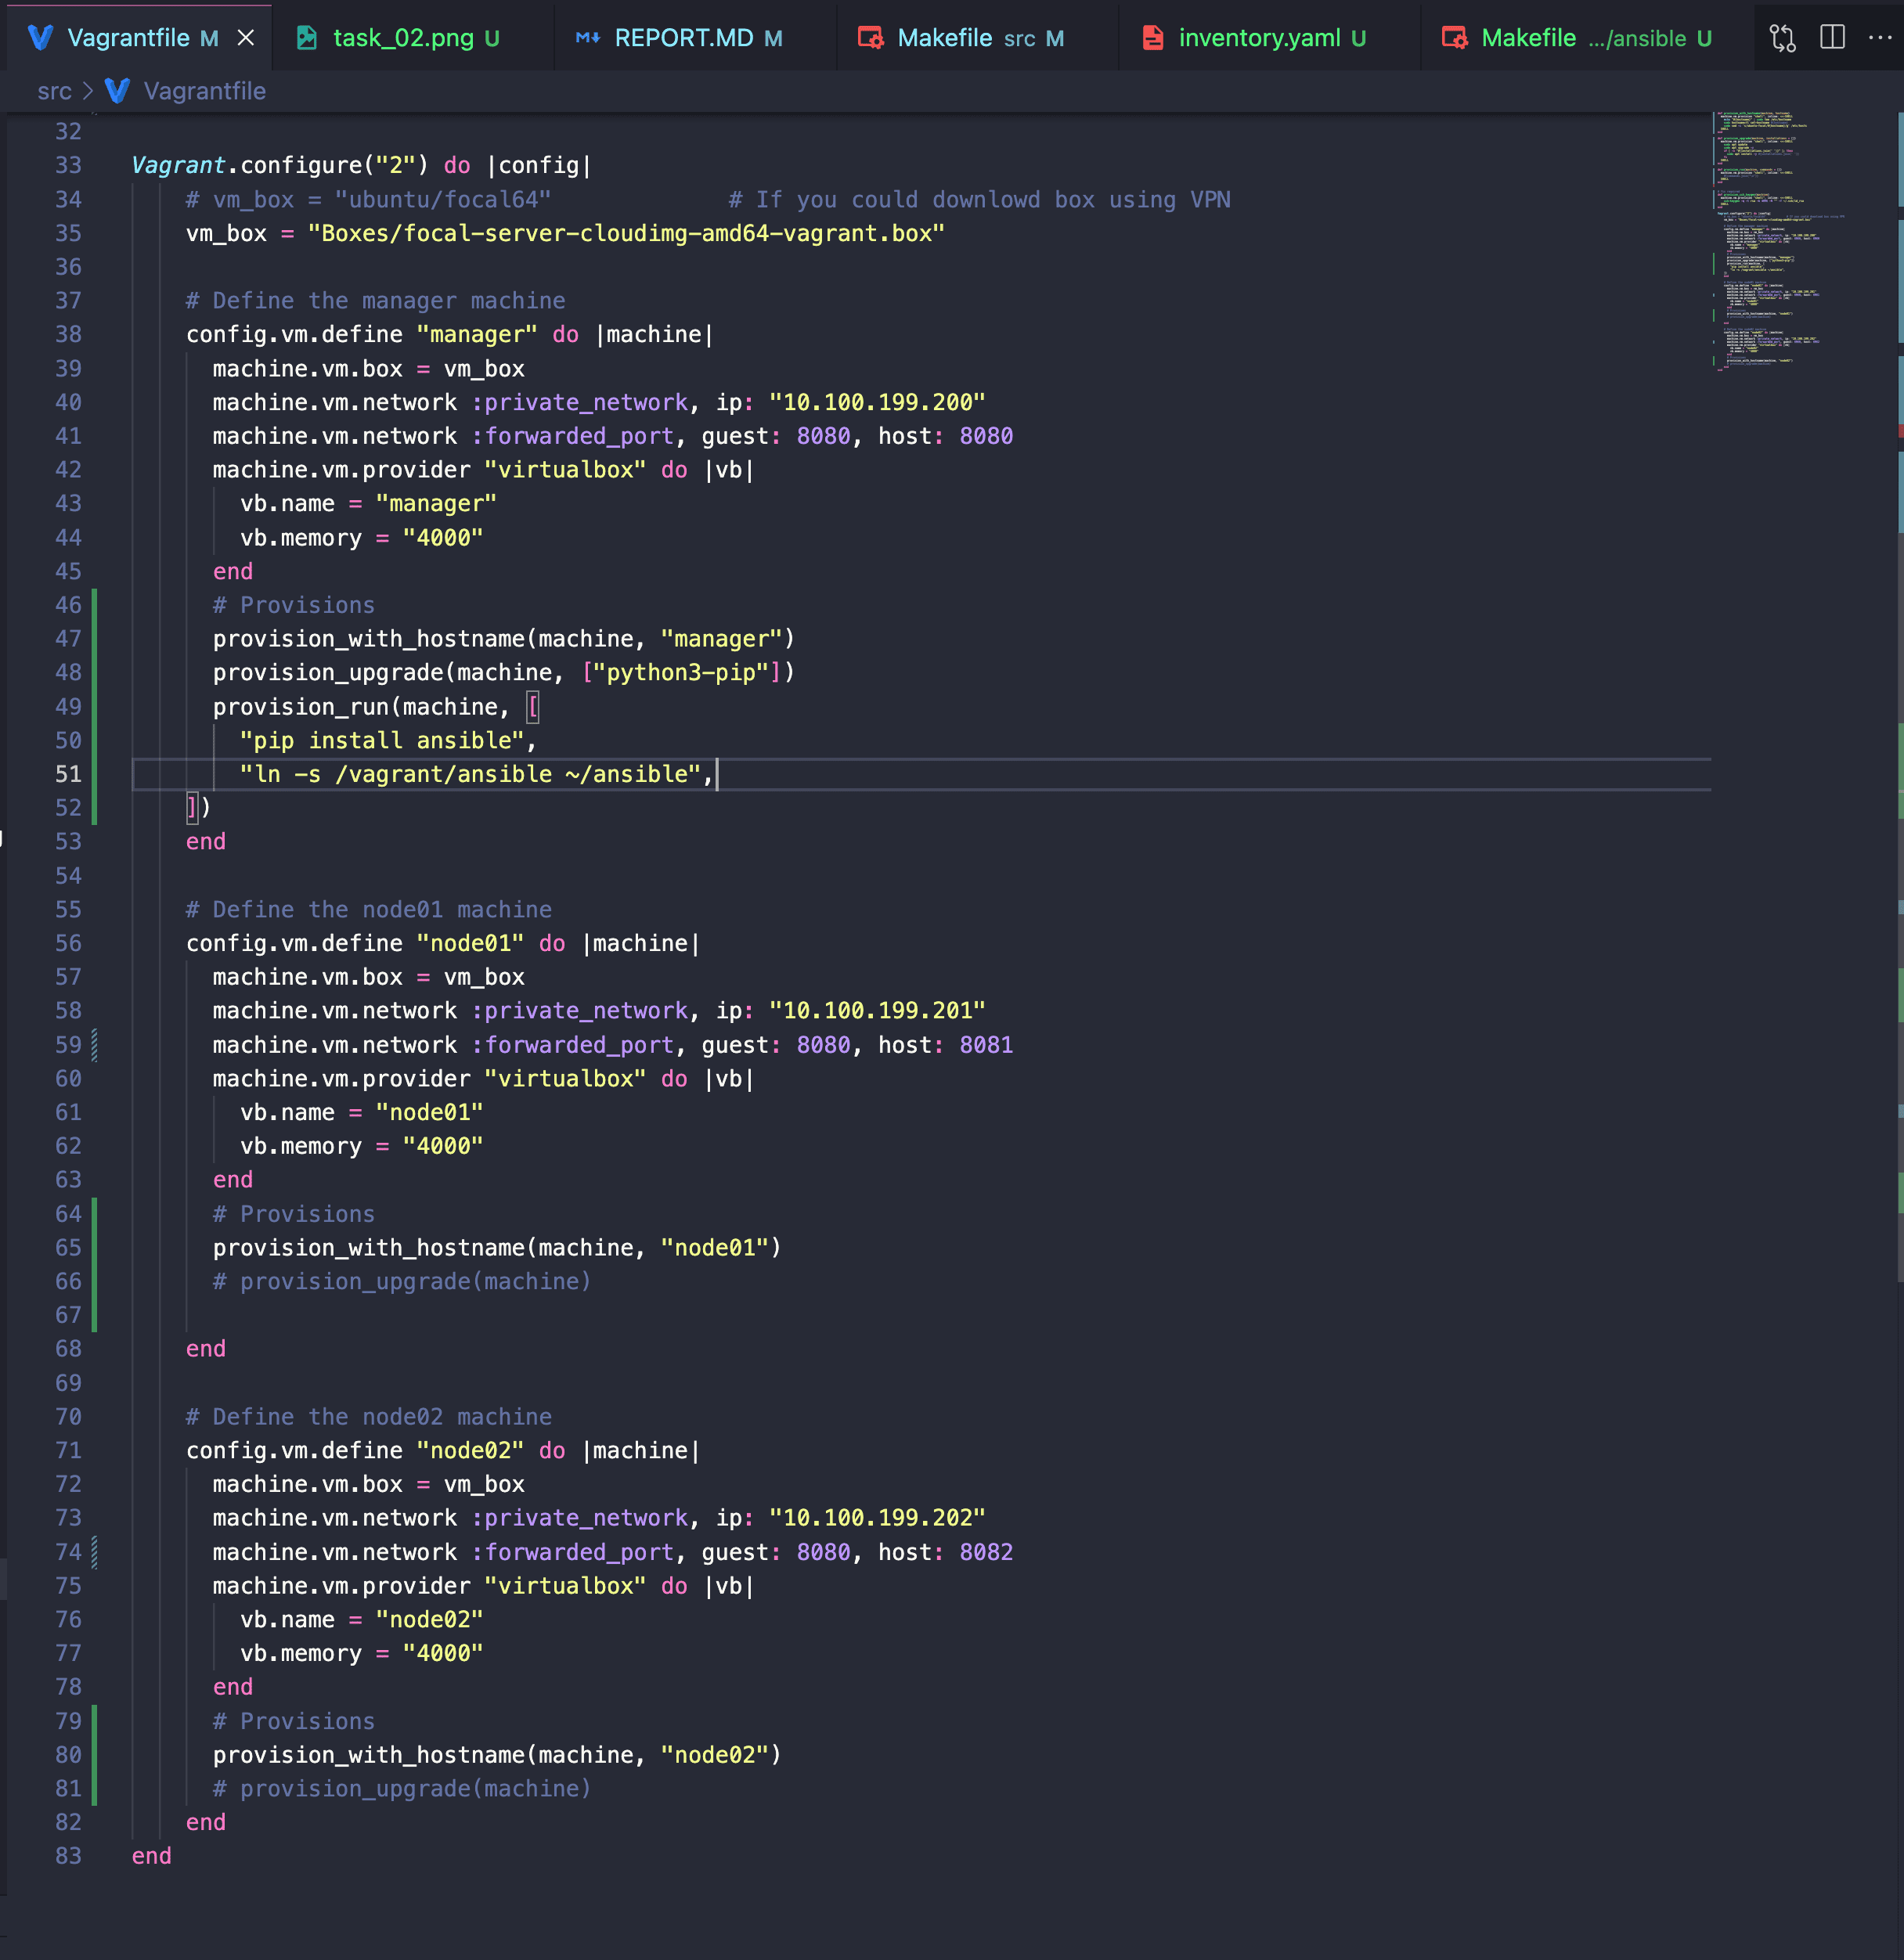 Vagrantfile M
task_02.png U
REPORT.MD M
Makefile src M
inventory.yaml U
Makefile .../ansible U
src > Vagrantfile
32
33 Vagrant.configure("2") do |config|
34 # vm_box = "ubuntu/focal64" # If you could downlowd box using VPN
35 vm_box = "Boxes/focal-server-cloudimg-amd64-vagrant.box"
36
37 # Define the manager machine
38 config.vm.define "manager" do |machine|
39 machine.vm.box = vm_box
40 machine.vm.network :private_network, ip: "10.100.199.200"
41 machine.vm.network :forwarded_port, guest: 8080, host: 8080
42 machine.vm.provider "virtualbox" do |vb|
43 vb.name = "manager"
44 vb.memory = "4000"
45 end
46 # Provisions
47 provision_with_hostname(machine, "manager")
48 provision_upgrade(machine, ["python3-pip"])
49 provision_run(machine, [
50 "pip install ansible",
51 "ln -s /vagrant/ansible ~/ansible",
52 ])
53 end
54
55 # Define the node01 machine
56 config.vm.define "node01" do |machine|
57 machine.vm.box = vm_box
58 machine.vm.network :private_network, ip: "10.100.199.201"
59 machine.vm.network :forwarded_port, guest: 8080, host: 8081
60 machine.vm.provider "virtualbox" do |vb|
61 vb.name = "node01"
62 vb.memory = "4000"
63 end
64 # Provisions
65 provision_with_hostname(machine, "node01")
66 # provision_upgrade(machine)
67
68 end
69
70 # Define the node02 machine
71 config.vm.define "node02" do |machine|
72 machine.vm.box = vm_box
73 machine.vm.network :private_network, ip: "10.100.199.202"
74 machine.vm.network :forwarded_port, guest: 8080, host: 8082
75 machine.vm.provider "virtualbox" do |vb|
76 vb.name = "node02"
77 vb.memory = "4000"
78 end
79 # Provisions
80 provision_with_hostname(machine, "node02")
81 # provision_upgrade(machine)
82 end
83 end